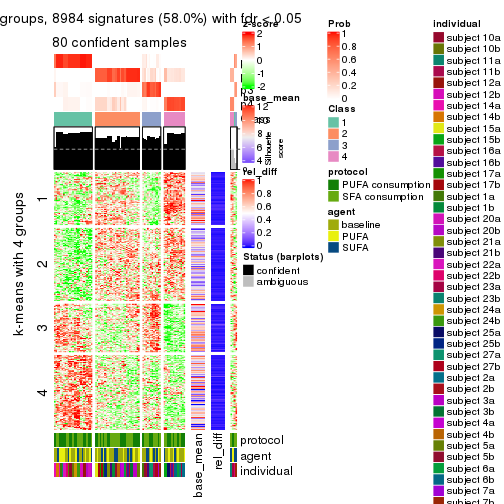 groups, 8984 signatures (58.0%) with fdr < 0.05
80 confident samples
k-means with 4 groups
1
2
3
4
base_mean
rel_diff
protocol
agent
individual
z-score
2
1
0
-1
-2
base_mean
12
10
8
6
4
Silhouette
score
rel_diff
1
0.8
0.6
0.4
0.2
0
Status (barplots)
confident
ambiguous
Prob
1
0.8
0.6
0.4
0.2
0
Class
1
2
3
4
protocol
PUFA consumption
SFA consumption
agent
baseline
PUFA
SUFA
individual
subject 10a
subject 10b
subject 11a
subject 11b
subject 12a
subject 12b
subject 14a
subject 14b
subject 15a
subject 15b
subject 16a
subject 16b
subject 17a
subject 17b
subject 1a
subject 1b
subject 20a
subject 20b
subject 21a
subject 21b
subject 22a
subject 22b
subject 23a
subject 23b
subject 24a
subject 24b
subject 25a
subject 25b
subject 27a
subject 27b
subject 2a
subject 2b
subject 3a
subject 3b
subject 4a
subject 4b
subject 5a
subject 5b
subject 6a
subject 6b
subject 7a
subject 7b